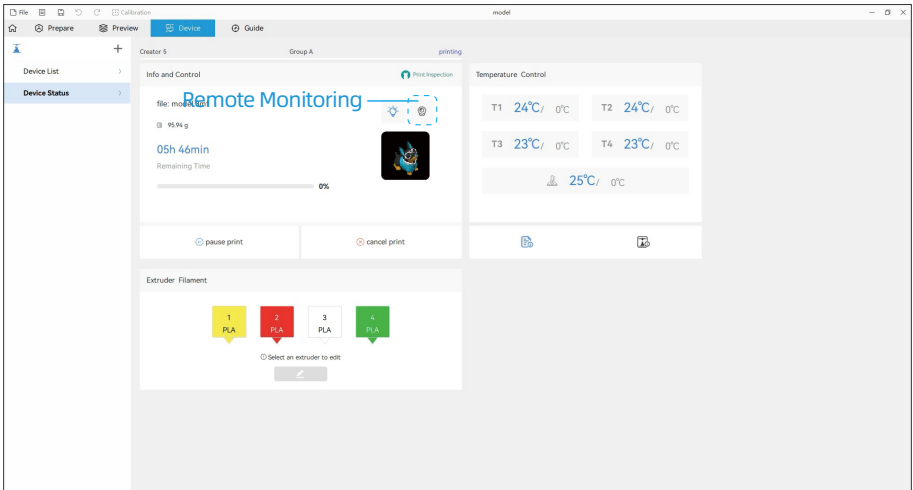 File Calibration model
Prepare Preview Device Guide
Device List
Device Status
Creator 5 Group A printing
Info and Control Print Inspection
Remote Monitoring
95.94 g
05h 46min
Remaining Time
0%
pause print cancel print
Temperature Control
T1 24°C/ 0°C T2 24°C/ 0°C
T3 23°C/ 0°C T4 23°C/ 0°C
25°C/ 0°C
Extruder Filament
1 2 3 4
PLA PLA PLA PLA
Select an extruder to edit